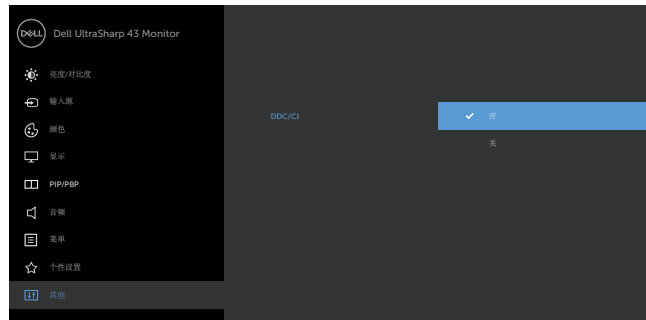 DELL Dell UltraSharp 43 Monitor
亮度/对比度
输入源
颜色
显示
PIP/PBP
音频
菜单
个性设置
其他
DDC/CI
开
关